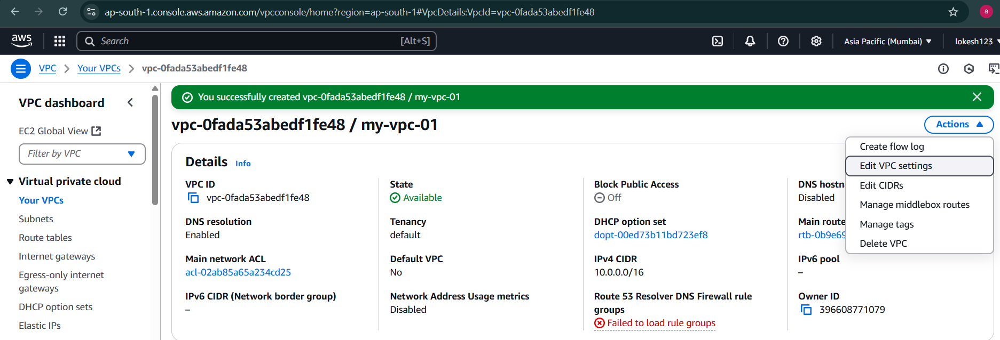 ap-south-1.console.aws.amazon.com/vpcconsole/home?region=ap-south-1#VpcDetails:VpcId=vpc-0fada53abedf1fe48
a
aws
Search
[Alt+S]
Asia Pacific (Mumbai)
lokesh123
VPC
Your VPCs
vpc-0fada53abedf1fe48
VPC dashboard
EC2 Global View
Filter by VPC
Virtual private cloud
Your VPCs
Subnets
Route tables
Internet gateways
Egress-only internet
gateways
DHCP option sets
Elastic IPs
You successfully created vpc-0fada53abedf1fe48 / my-vpc-01
vpc-0fada53abedf1fe48 / my-vpc-01
Actions
Create flow log
Edit VPC settings
Edit CIDRs
Manage middlebox routes
Manage tags
Delete VPC
Details
Info
VPC ID
vpc-0fada53abedf1fe48
State
Available
Block Public Access
Off
DNS hostn
Disabled
DNS resolution
Enabled
Tenancy
default
DHCP option set
dopt-00ed73b11bd723ef8
Main route
rtb-0b9e69
Main network ACL
acl-02ab85a65a234cd25
Default VPC
No
IPv4 CIDR
10.0.0.0/16
IPv6 pool
–
IPv6 CIDR (Network border group)
–
Network Address Usage metrics
Disabled
Route 53 Resolver DNS Firewall rule
groups
Failed to load rule groups
Owner ID
396608771079